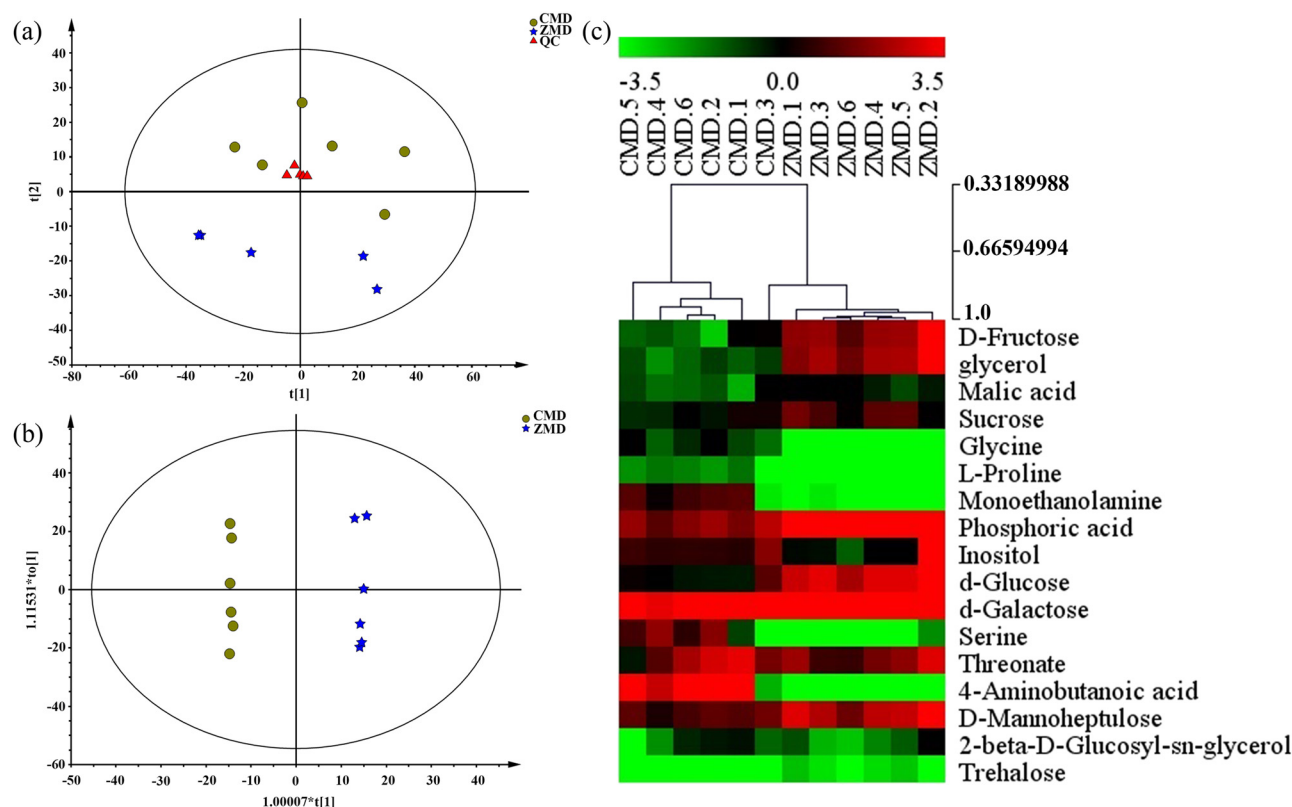 (a)
CMD
ZMD
QC
40
30
20
10
0
-10
-20
-30
-40
-50
t[2]
-80
-60
-40
-20
0
20
40
60
t[1]
(b)
CMD
ZMD
60
40
20
0
-20
-40
-60
1.11531*to[1]
-50
-40
-30
-20
-10
0
10
20
30
40
1.00007*t[1]
(c)
-3.5
0.0
3.5
CMD.5
CMD.4
CMD.6
CMD.2
CMD.1
CMD.3
ZMD.1
ZMD.3
ZMD.6
ZMD.4
ZMD.5
ZMD.2
0.33189988
0.66594994
1.0
D-Fructose
glycerol
Malic acid
Sucrose
Glycine
L-Proline
Monoethanolamine
Phosphoric acid
Inositol
d-Glucose
d-Galactose
Serine
Threonate
4-Aminobutanoic acid
D-Mannoheptulose
2-beta-D-Glucosyl-sn-glycerol
Trehalose